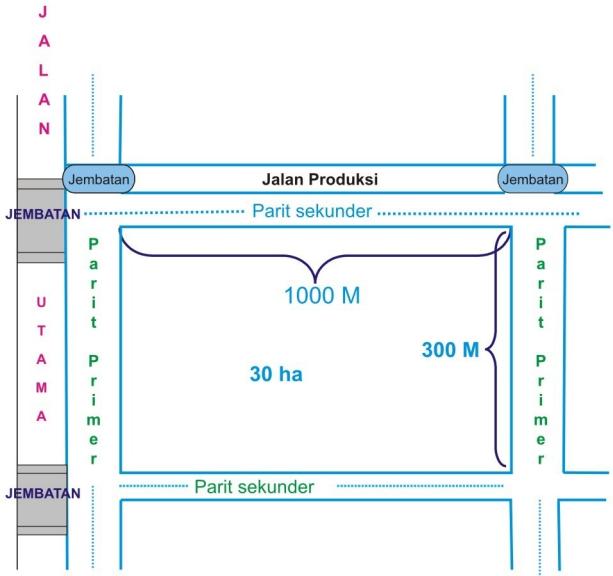 JALAN
Jembatan
Jalan Produksi
Jembatan
JEMBATAN
Parit sekunder
Parit Primer
1000 M
Parit Primer
UTAMA
300 M
30 ha
JEMBATAN
Parit sekunder